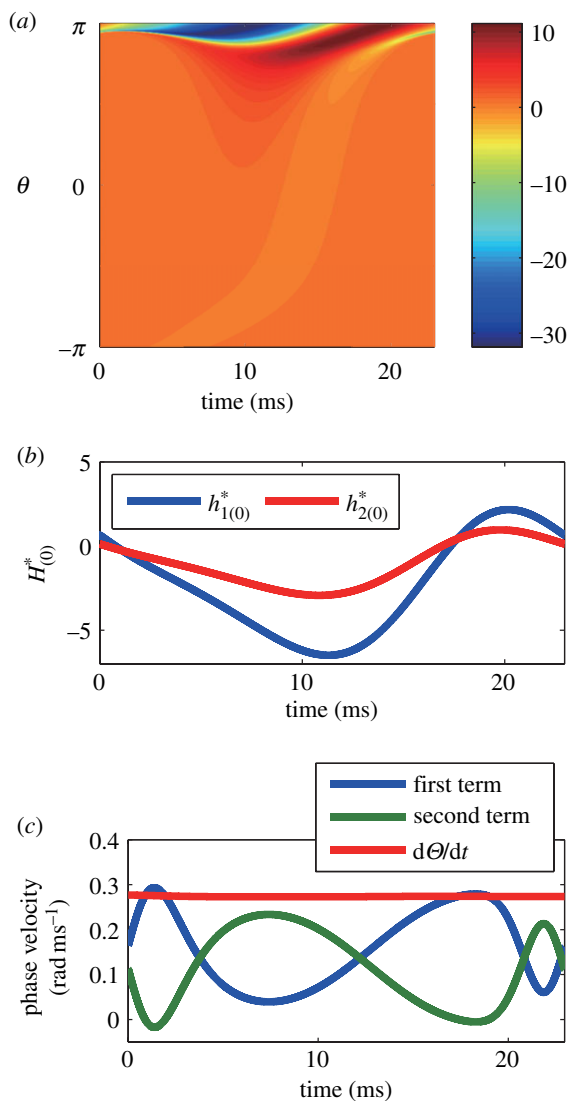 (a)
π
θ
0
−π
0
10
20
time (ms)
10
0
−10
−20
−30
(b)
5
0
−5
H*(0)
h*1(0)
h*2(0)
0
10
20
time (ms)
first term
second term
dΘ/dt
(c)
0.4
0.3
0.2
0.1
0
phase velocity
(rad ms⁻¹)
0
10
20
time (ms)